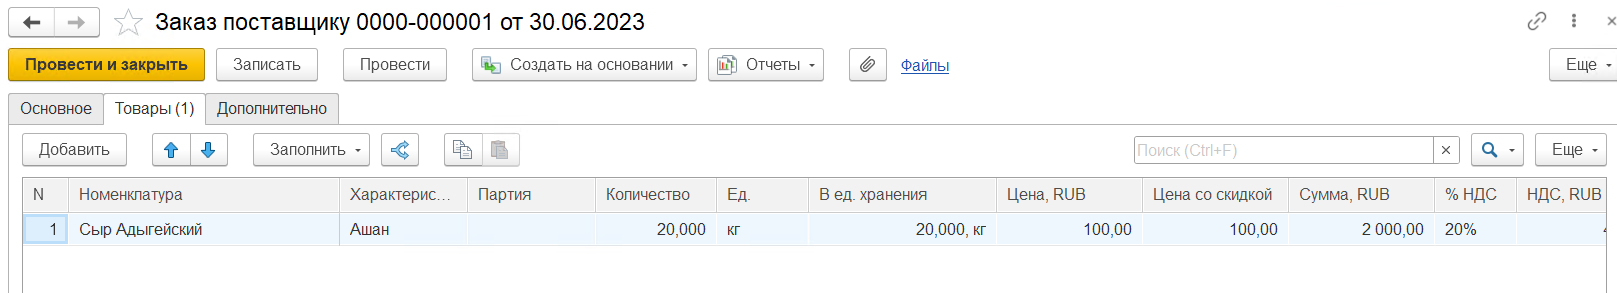 Заказ поставщику 0000-000001 от 30.06.2023
Провести и закрыть Записать Провести Создать на основании Отчеты Файлы Еще
Основное Товары (1) Дополнительно
Добавить Заполнить Поиск (Ctrl+F) × Еще
N Номенклатура Характерис... Партия Количество Ед. В ед. хранения Цена, RUB Цена со скидкой Сумма, RUB % НДС НДС, RUB
1 Сыр Адыгейский Ашан 20,000 кг 20,000, кг 100,00 100,00 2 000,00 20%